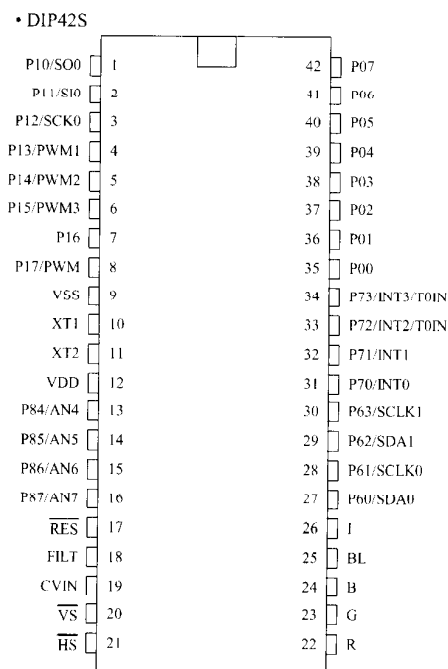 • DIP42S
P10/SO0 1 42 P07
P11/SI0 2 41 P06
P12/SCK0 3 40 P05
P13/PWM1 4 39 P04
P14/PWM2 5 38 P03
P15/PWM3 6 37 P02
P16 7 36 P01
P17/PWM 8 35 P00
VSS 9 34 P73/INT3/T0IN
XT1 10 33 P72/INT2/T0IN
XT2 11 32 P71/INT1
VDD 12 31 P70/INT0
P84/AN4 13 30 P63/SCLK1
P85/AN5 14 29 P62/SDA1
P86/AN6 15 28 P61/SCLK0
P87/AN7 16 27 P60/SDA0
RES 17 26 I
FILT 18 25 BL
CVIN 19 24 B
VS 20 23 G
HS 21 22 R